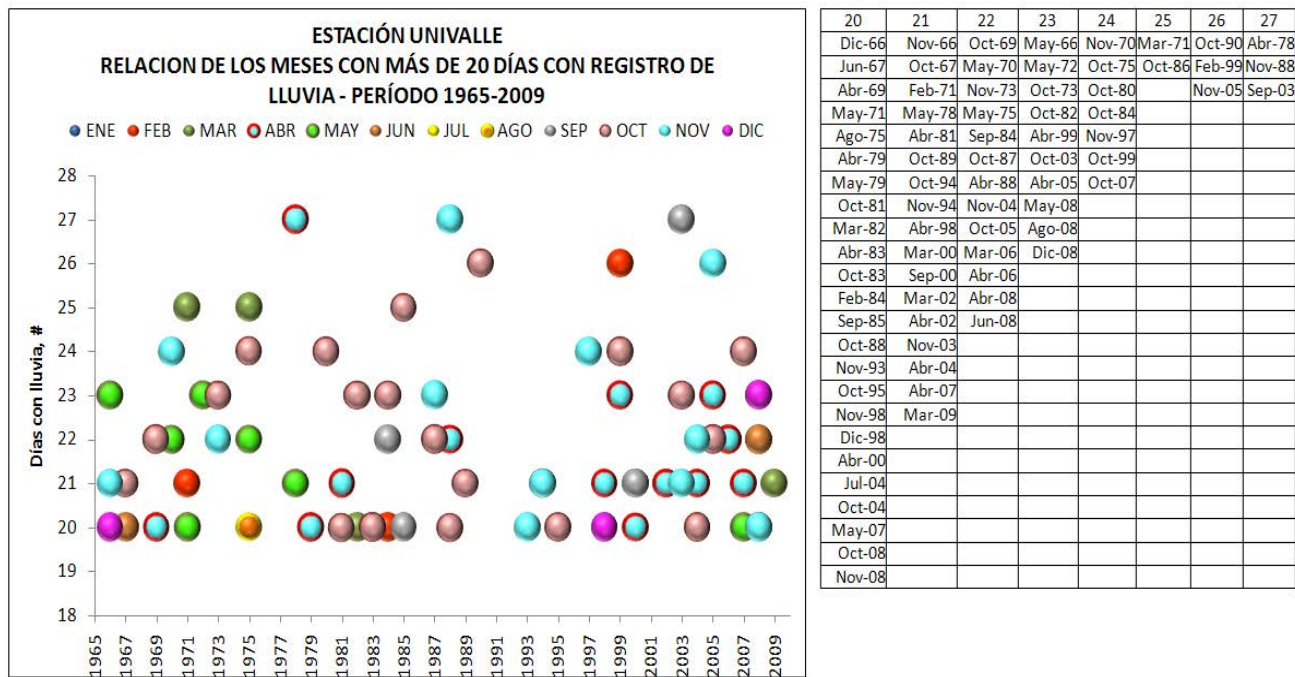 ESTACIÓN UNIVALLE
RELACION DE LOS MESES CON MÁS DE 20 DÍAS CON REGISTRO DE
LLUVIA - PERÍODO 1965-2009
ENE FEB MAR ABR MAY JUN JUL AGO SEP OCT NOV DIC
Días con lluvia, #
28
27
26
25
24
23
22
21
20
19
18
1965 1967 1969 1971 1973 1975 1977 1979 1981 1983 1985 1987 1989 1991 1993 1995 1997 1999 2001 2003 2005 2007 2009
20 21 22 23 24 25 26 27
Dic-66 Nov-66 Oct-69 May-66 Nov-70 Mar-71 Oct-90 Abr-78
Jun-67 Oct-67 May-70 May-72 Oct-75 Oct-86 Feb-99 Nov-88
Abr-69 Feb-71 Nov-73 Oct-73 Oct-80 Nov-05 Sep-03
May-71 May-78 May-75 Oct-82 Oct-84
Ago-75 Abr-81 Sep-84 Abr-99 Nov-97
Abr-79 Oct-89 Oct-87 Oct-03 Oct-99
May-79 Oct-94 Abr-88 Abr-05 Oct-07
Oct-81 Nov-94 Nov-04 May-08
Mar-82 Abr-98 Oct-05 Ago-08
Abr-83 Mar-00 Mar-06 Dic-08
Oct-83 Sep-00 Abr-06
Feb-84 Mar-02 Abr-08
Sep-85 Abr-02 Jun-08
Oct-88 Nov-03
Nov-93 Abr-04
Oct-95 Abr-07
Nov-98 Mar-09
Dic-98
Abr-00
Jul-04
Oct-04
May-07
Oct-08
Nov-08